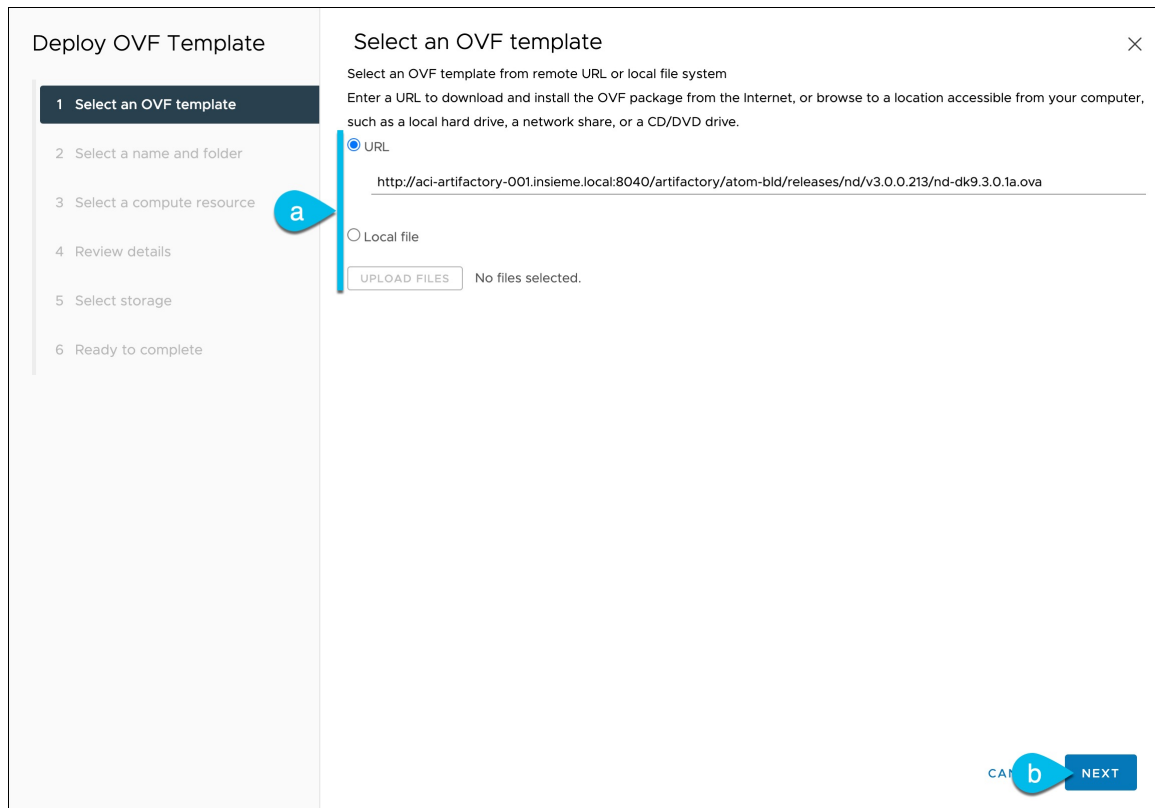 Deploy OVF Template
1 Select an OVF template
2 Select a name and folder
3 Select a compute resource
4 Review details
5 Select storage
6 Ready to complete
Select an OVF template
Select an OVF template from remote URL or local file system
Enter a URL to download and install the OVF package from the Internet, or browse to a location accessible from your computer,
such as a local hard drive, a network share, or a CD/DVD drive.
URL
http://aci-artifactory-001.insieme.local:8040/artifactory/atom-bld/releases/nd/v3.0.0.213/nd-dk9.3.0.1a.ova
a
Local file
UPLOAD FILES No files selected.
b
NEXT